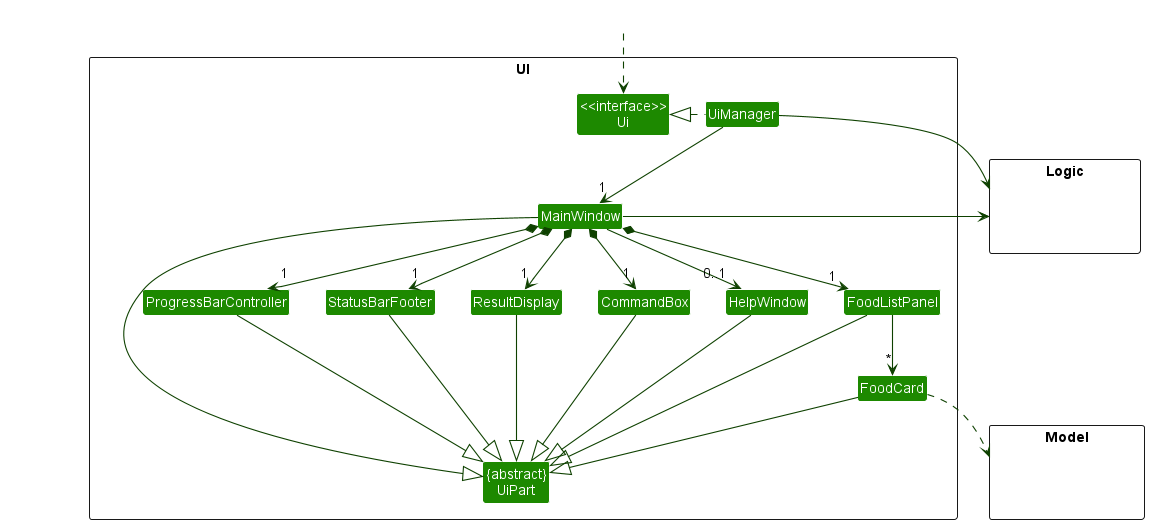 UI
<<interface>>
Ui
UiManager
Logic
1
MainWindow
1
1
1
1
0..1
1
ProgressBarController
StatusBarFooter
ResultDisplay
CommandBox
HelpWindow
FoodListPanel
*
FoodCard
Model
{abstract}
UiPart